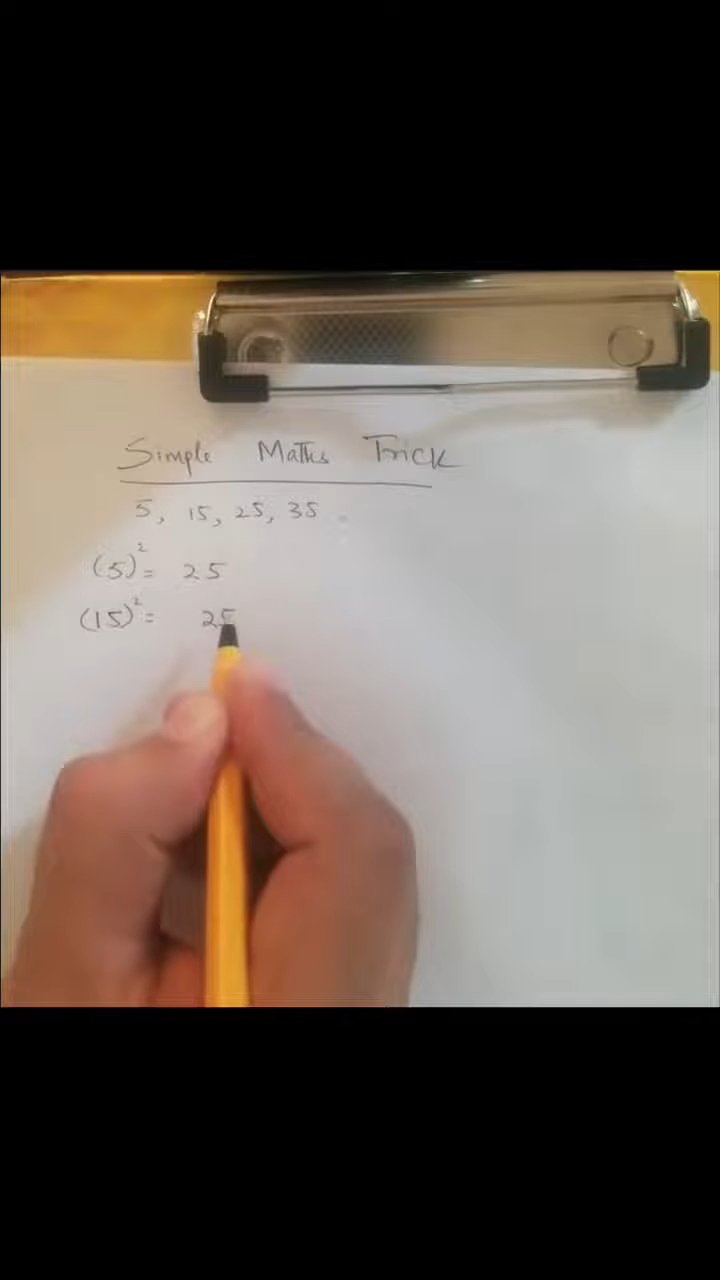 Simple Maths Trick
5, 15, 25, 35
(5)² = 25
(15)² = 25